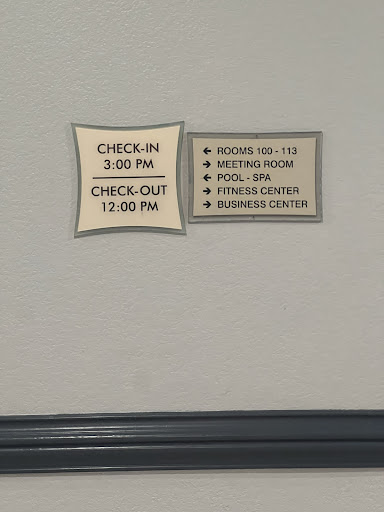 CHECK-IN
3:00 PM
CHECK-OUT
12:00 PM
← ROOMS 100 - 113
→ MEETING ROOM
← POOL - SPA
→ FITNESS CENTER
→ BUSINESS CENTER